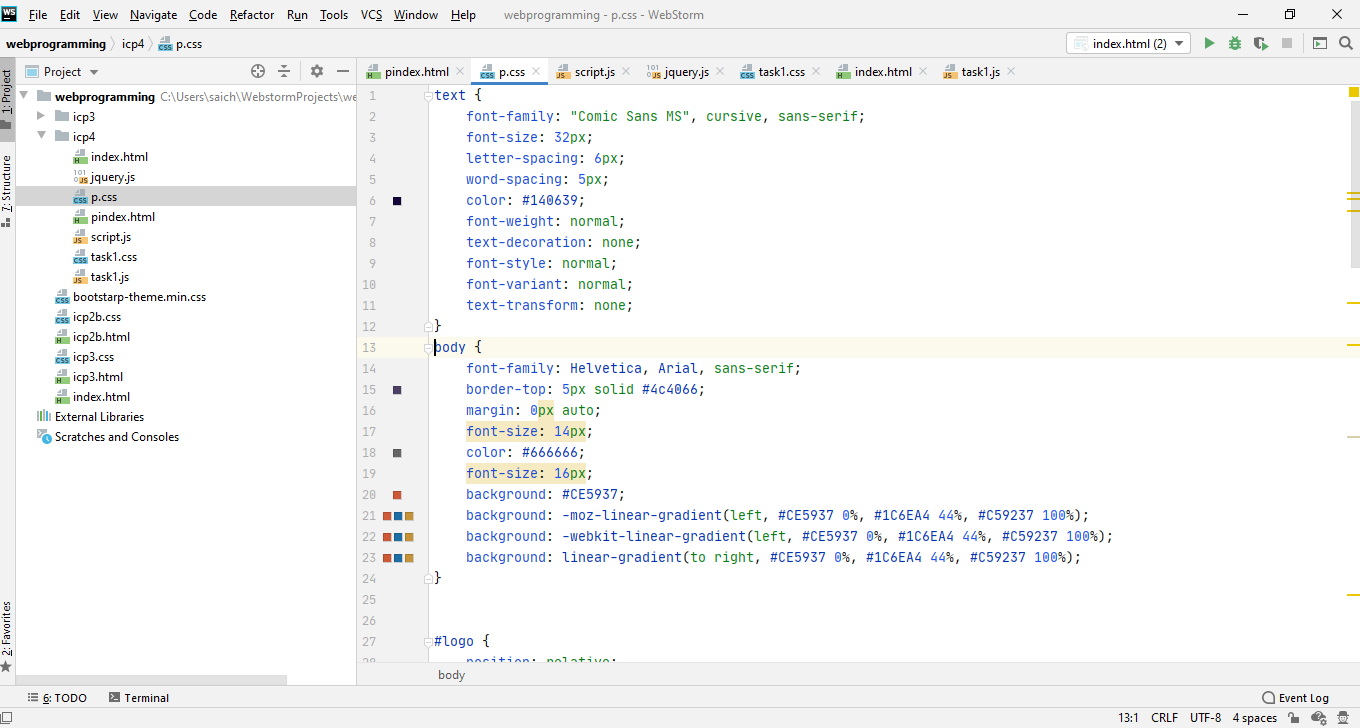 WS File Edit View Navigate Code Refactor Run Tools VCS Window Help webprogramming - p.css - WebStorm
webprogramming icp4 p.css index.html (2)
Project
pindex.html p.css script.js jquery.js task1.css index.html task1.js
1: Project
7: Structure
2: Favorites
webprogramming C:\Users\saich\WebstormProjects\we
icp3
icp4
index.html
jquery.js
p.css
pindex.html
script.js
task1.css
task1.js
bootstarp-theme.min.css
icp2b.css
icp2b.html
icp3.css
icp3.html
index.html
External Libraries
Scratches and Consoles
1 text {
2 font-family: "Comic Sans MS", cursive, sans-serif;
3 font-size: 32px;
4 letter-spacing: 6px;
5 word-spacing: 5px;
6 color: #140639;
7 font-weight: normal;
8 text-decoration: none;
9 font-style: normal;
10 font-variant: normal;
11 text-transform: none;
12 }
13 body {
14 font-family: Helvetica, Arial, sans-serif;
15 border-top: 5px solid #4c4066;
16 margin: 0px auto;
17 font-size: 14px;
18 color: #666666;
19 font-size: 16px;
20 background: #CE5937;
21 background: -moz-linear-gradient(left, #CE5937 0%, #1C6EA4 44%, #C59237 100%);
22 background: -webkit-linear-gradient(left, #CE5937 0%, #1C6EA4 44%, #C59237 100%);
23 background: linear-gradient(to right, #CE5937 0%, #1C6EA4 44%, #C59237 100%);
24 }
25
26
27 #logo {
28 position: relative;
body
6: TODO Terminal Event Log
13:1 CRLF UTF-8 4 spaces